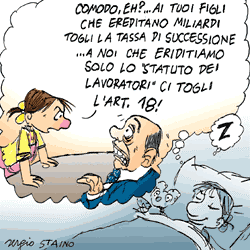 COMODO, EH?...AI TUOI FIGLI
CHE EREDITANO MILIARDI
TOGLI LA TASSA DI SUCCESSIONE
...A NOI CHE ERIDITIAMO
SOLO LO "STATUTO DEI
LAVORATORI" CI TOGLI
L'ART. 18!
Z
sergio STAINO